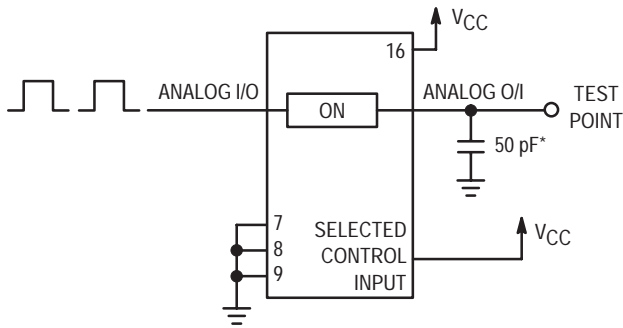 VCC
16
ANALOG I/O
ON
ANALOG O/I
TEST
POINT
50 pF*
7
8
9
SELECTED
CONTROL
INPUT
VCC